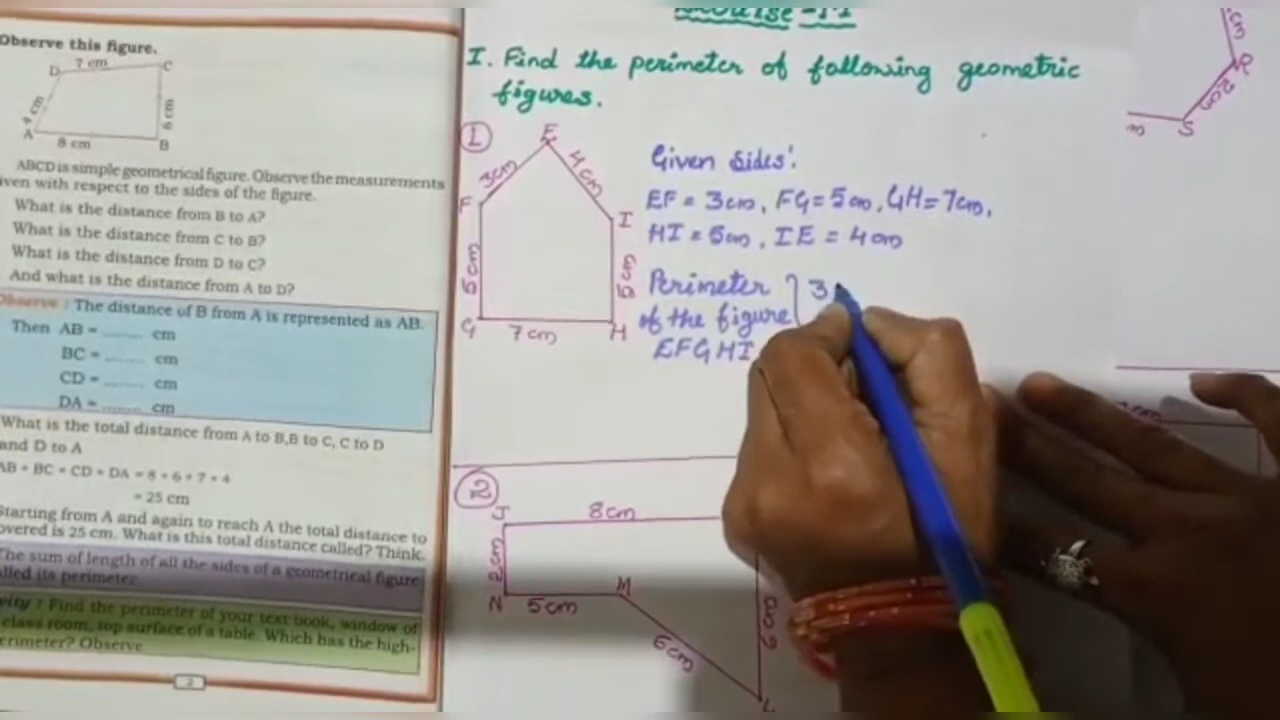 Observe this figure.
7 cm
D
C
4 cm
6 cm
A
8 cm
B
ABCD is simple geometrical figure. Observe the measurements
iven with respect to the sides of the figure.
What is the distance from B to A?
What is the distance from C to B?
What is the distance from D to C?
And what is the distance from A to D?
Observe : The distance of B from A is represented as AB.
Then AB = ........ cm
BC = ........ cm
CD = ........ cm
DA = ........ cm
What is the total distance from A to B,B to C, C to D
and D to A
AB + BC + CD + DA = 8 + 6 + 7 + 4
= 25 cm
Starting from A and again to reach A the total distance to
overed is 25 cm. What is this total distance called? Think.
The sum of length of all the sides of a geometrical figure
lled its perimeter
vity : Find the perimeter of your text book, window of
class room, top surface of a table. Which has the high-
erimeter? Observe
2
I. Find the perimeter of following geometric
figures.
1
E
3cm
4cm
F
I
5cm
5cm
G
7cm
H
Given sides:
EF = 3cm, FG=5cm, GH=7cm,
HI = 5cm, IE = 4cm
Perimeter
of the figure
EFGHI
3
2
J
8cm
2cm
N
5cm
M
6cm
6cm
L
cm
R
2cm
S
m